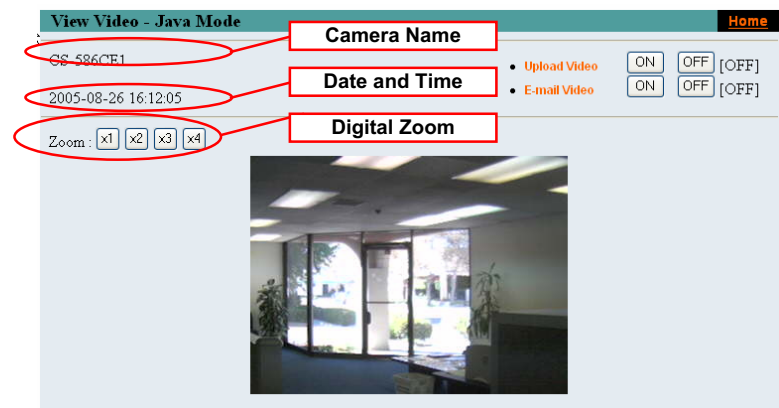 View Video - Java Mode
Home
Camera Name
CS-586CE1
Upload Video ON OFF [OFF]
Date and Time
E-mail Video ON OFF [OFF]
2005-08-26 16:12:05
Digital Zoom
Zoom : x1 x2 x3 x4